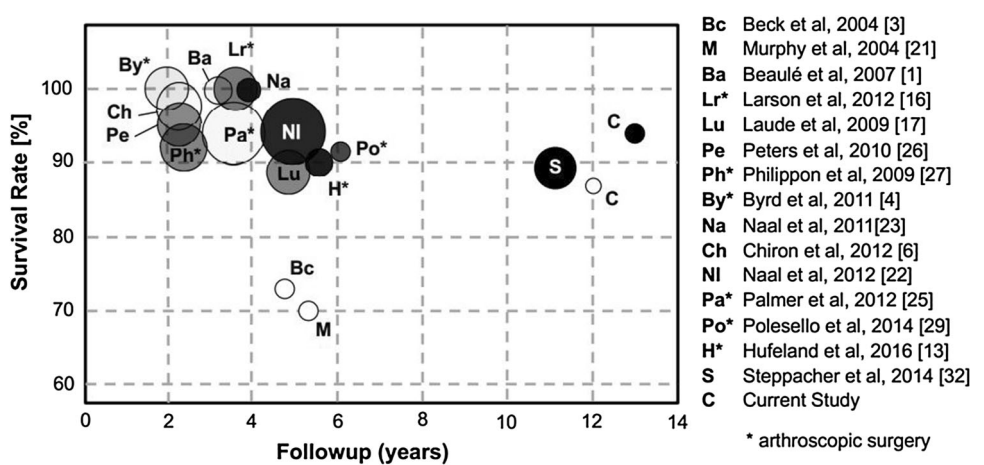 Survival Rate [%]
100
90
80
70
60
0
2
4
6
8
10
12
14
Followup (years)
By*
Ba
Lr*
Na
Ch
Pe
Ph*
Pa*
NI
Lu
H*
Po*
Bc
M
S
C
C
Bc Beck et al, 2004 [3]
M Murphy et al, 2004 [21]
Ba Beaulé et al, 2007 [1]
Lr* Larson et al, 2012 [16]
Lu Laude et al, 2009 [17]
Pe Peters et al, 2010 [26]
Ph* Philippon et al, 2009 [27]
By* Byrd et al, 2011 [4]
Na Naal et al, 2011[23]
Ch Chiron et al, 2012 [6]
Nl Naal et al, 2012 [22]
Pa* Palmer et al, 2012 [25]
Po* Polesello et al, 2014 [29]
H* Hufeland et al, 2016 [13]
S Steppacher et al, 2014 [32]
C Current Study
* arthroscopic surgery